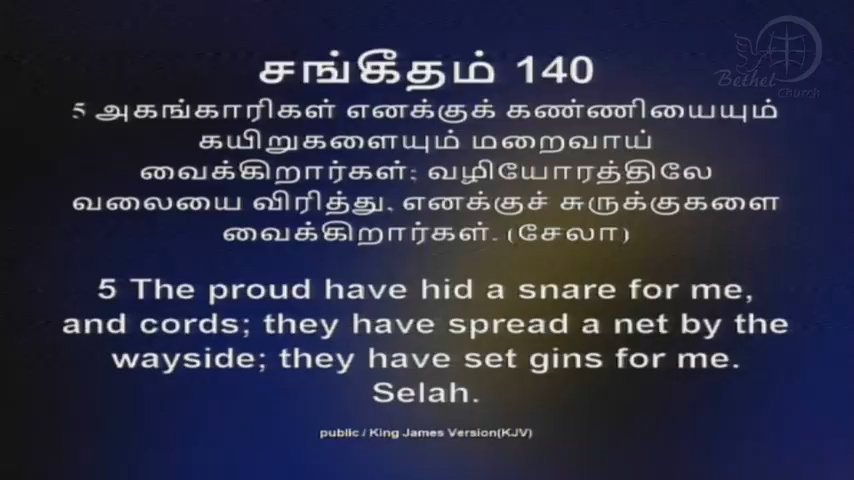 Bethel
Church
சங்கீதம் 140
5 அகங்காரிகள் எனக்குக் கண்ணியையும்
கயிறுகளையும் மறைவாய்
வைக்கிறார்கள்; வழியோரத்திலே
வலையை விரித்து, எனக்குச் சுருக்குகளை
வைக்கிறார்கள். (சேலா)
5 The proud have hid a snare for me,
and cords; they have spread a net by the
wayside; they have set gins for me.
Selah.
public / King James Version(KJV)